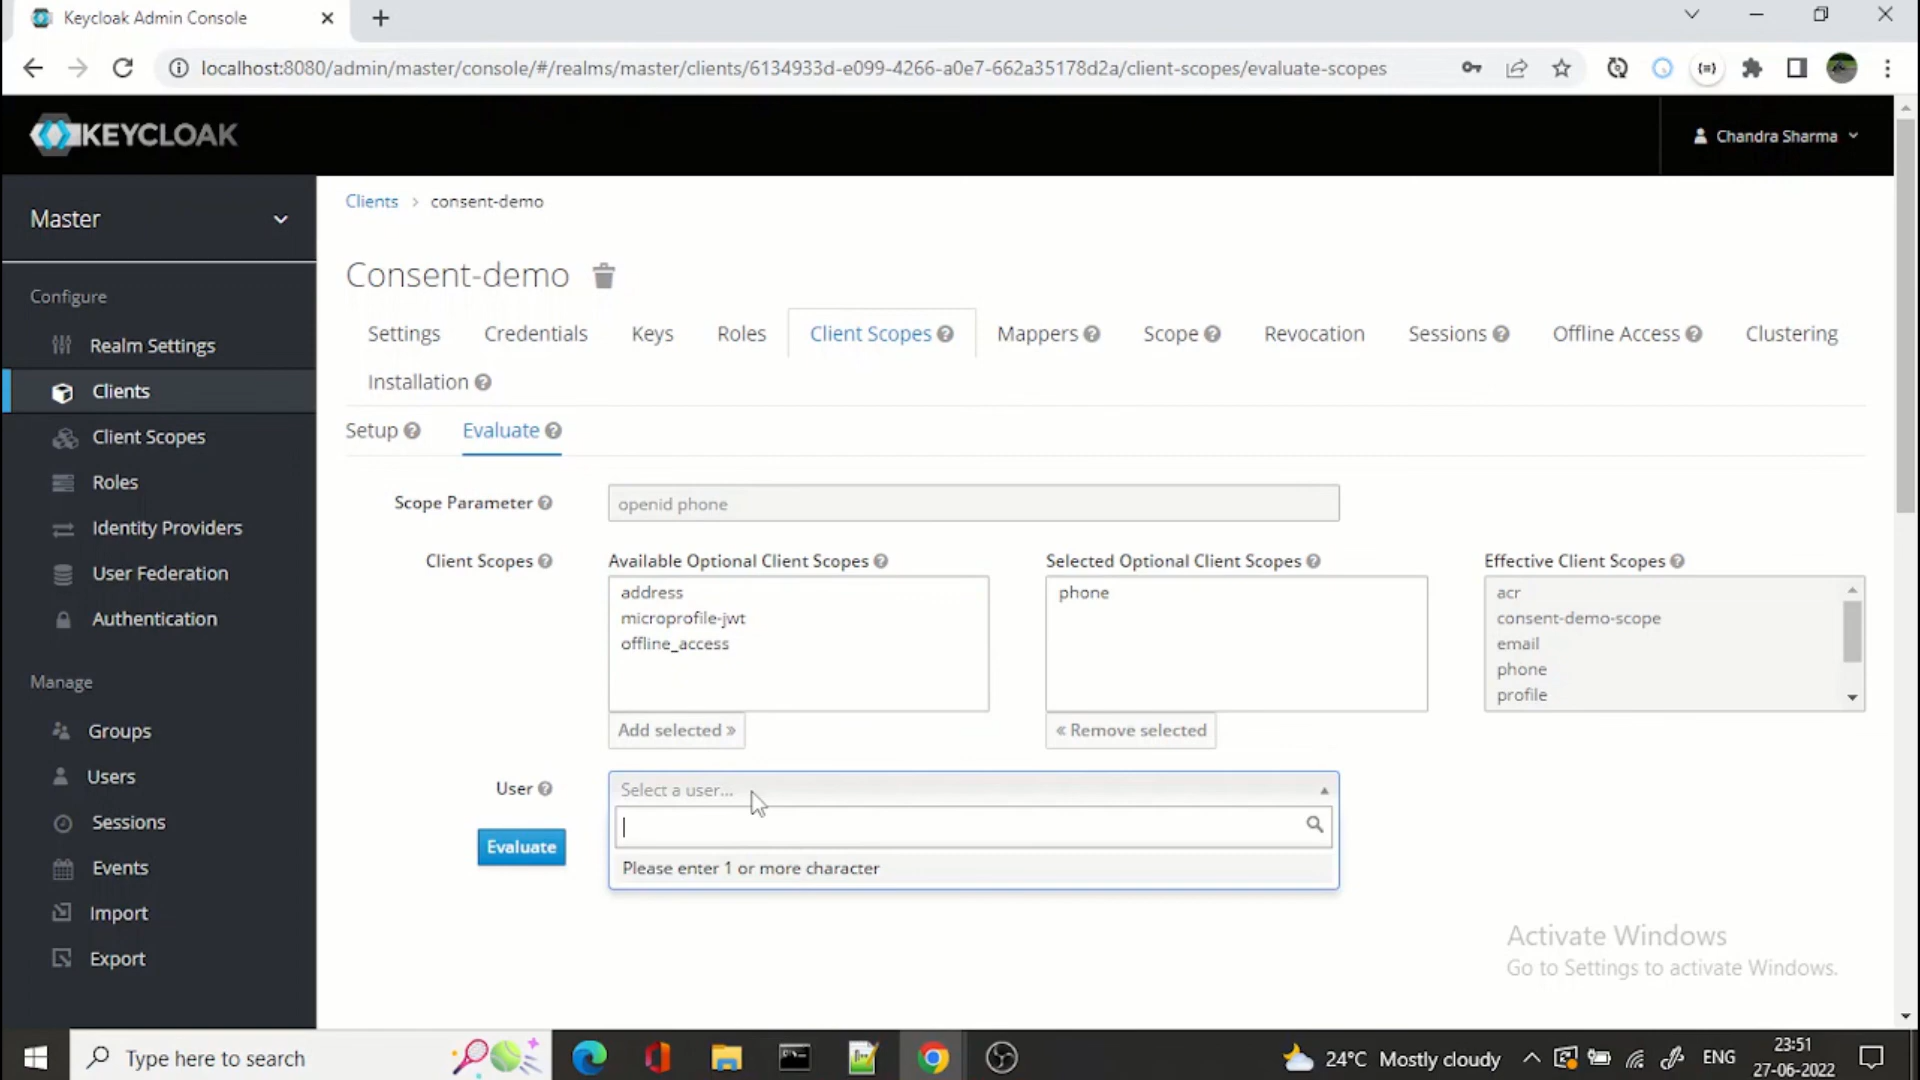 Keycloak Admin Console
localhost:8080/admin/master/console/#/realms/master/clients/6134933d-e099-4266-a0e7-662a35178d2a/client-scopes/evaluate-scopes
KEYCLOAK
Chandra Sharma
Master
Clients > consent-demo
Consent-demo
Configure
Realm Settings
Clients
Client Scopes
Roles
Identity Providers
User Federation
Authentication
Manage
Groups
Users
Sessions
Events
Import
Export
Settings Credentials Keys Roles Client Scopes Mappers Scope Revocation Sessions Offline Access Clustering
Installation
Setup Evaluate
Scope Parameter
openid phone
Client Scopes
Available Optional Client Scopes
address
microprofile-jwt
offline_access
Add selected »
Selected Optional Client Scopes
phone
« Remove selected
Effective Client Scopes
acr
consent-demo-scope
email
phone
profile
User
Select a user...
Please enter 1 or more character
Evaluate
Activate Windows
Go to Settings to activate Windows.
Type here to search
24°C Mostly cloudy
ENG
23:51
27-06-2022